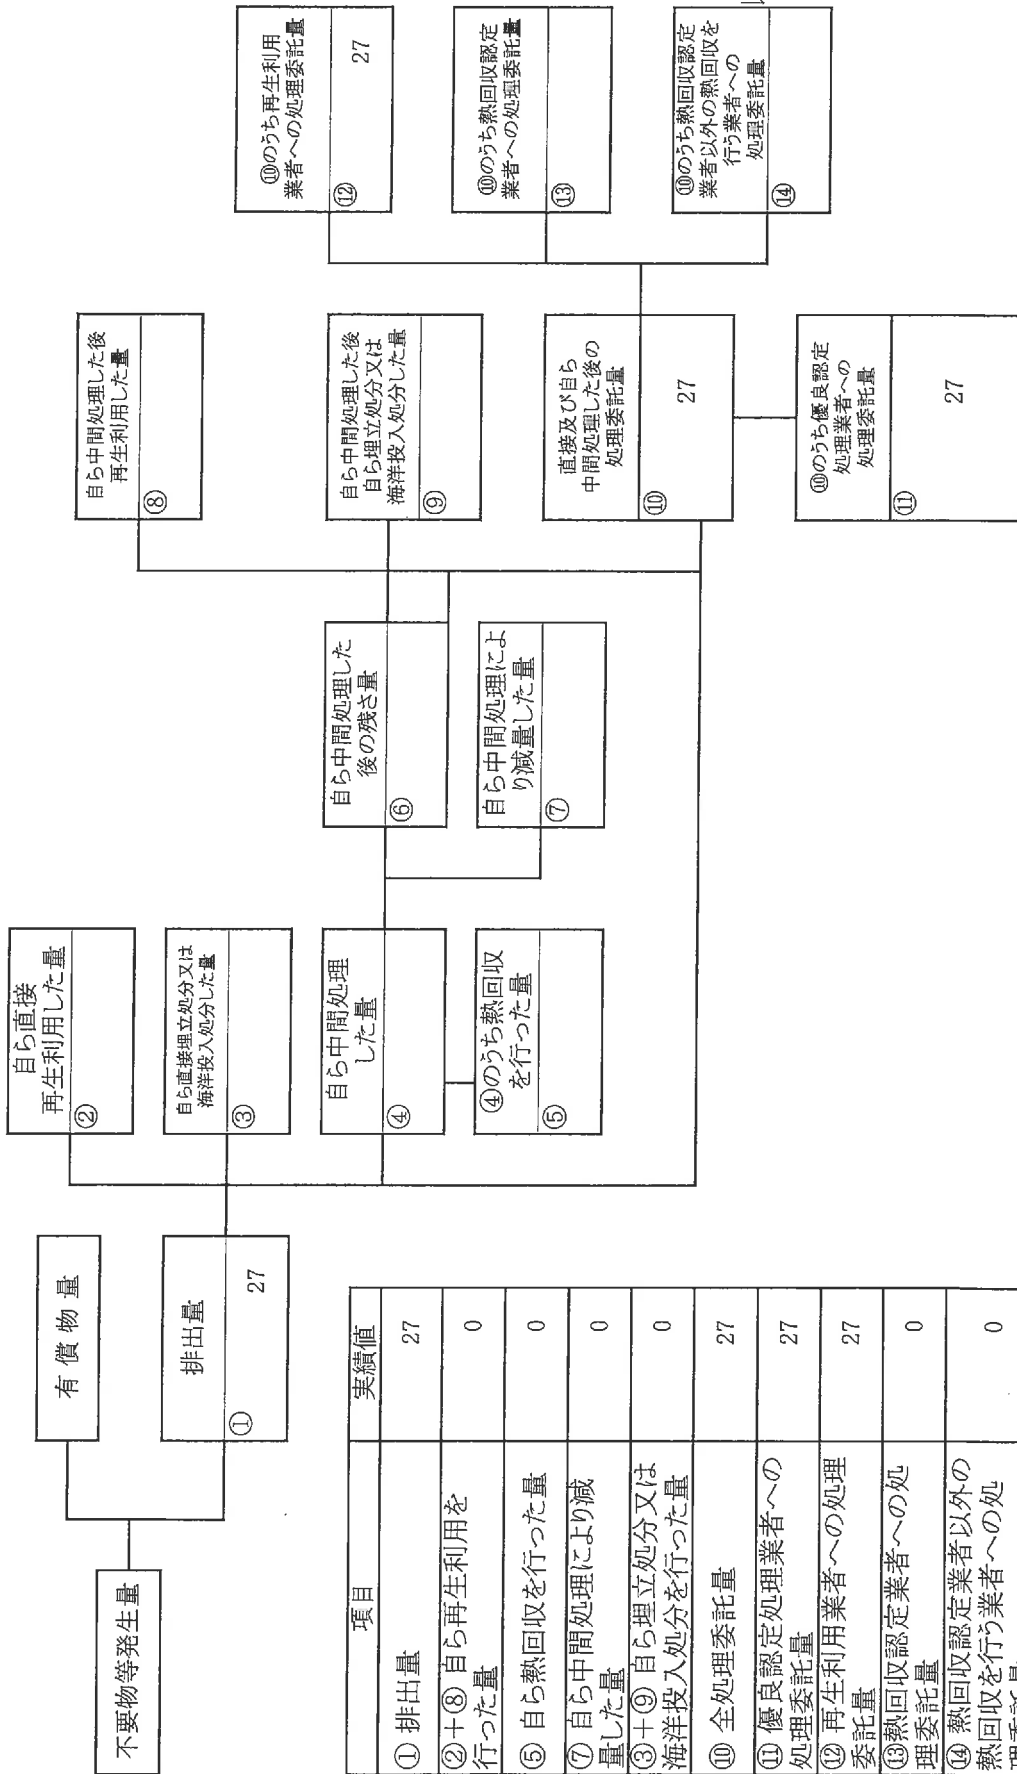 不要物等発生量
有償物量
排出量
①
27
自ら直接
再生利用した量
②
自ら直接埋立処分又は
海洋投入処分した量
③
自ら中間処理
した量
④
④のうち熱回収
を行った量
⑤
自ら中間処理した
後の残さ量
⑥
自ら中間処理によ
り減量した量
⑦
自ら中間処理した後
再生利用した量
⑧
自ら中間処理した後
自ら埋立処分又は
海洋投入処分した量
⑨
直接及び自ら
中間処理した後の
処理委託量
⑩
27
⑩のうち優良認定
処理業者への
処理委託量
⑪
27
⑩のうち再生利用
業者への処理委託量
⑫
27
⑩のうち熱回収認定
業者への処理委託量
⑬
⑩のうち熱回収認定
業者以外の熱回収を
行う業者への
処理委託量
⑭
項目 実績値
① 排出量 27
②+⑧ 自ら再生利用を
行った量 0
⑤ 自ら熱回収を行った量 0
⑦ 自ら中間処理により減
量した量 0
③+⑨ 自ら埋立処分又は
海洋投入処分を行った量 0
⑩ 全処理委託量 27
⑪ 優良認定処理業者への
処理委託量 27
⑫ 再生利用業者への処理
委託量 27
⑬熱回収認定業者への処
理委託量 0
⑭ 熱回収認定業者以外の
熱回収を行う業者への処 0
理委託量